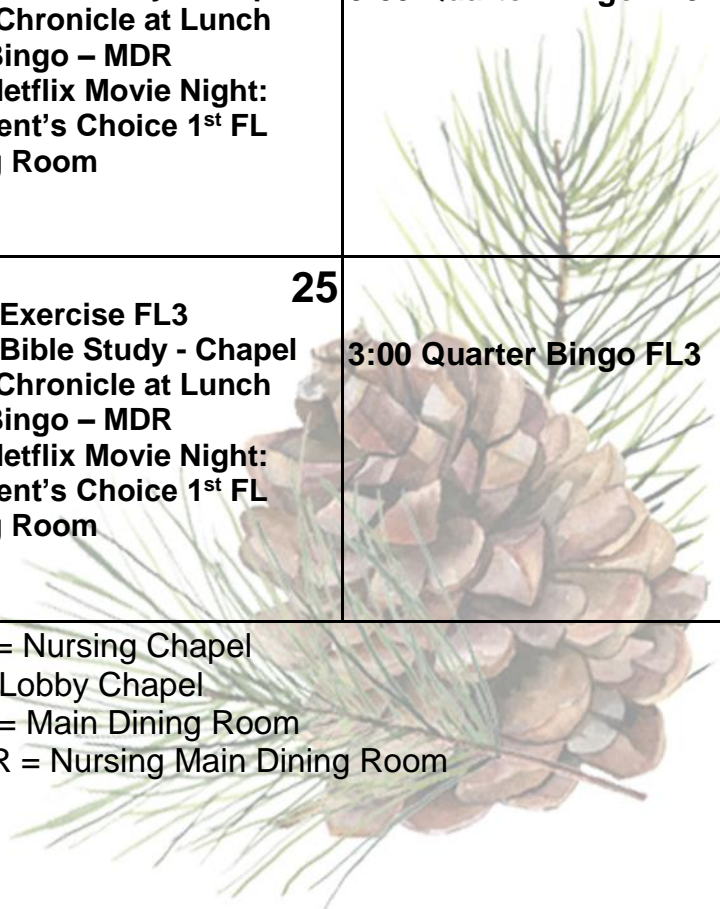 Chronicle at Lunch
Bingo – MDR
Netflix Movie Night:
ent's Choice 1st FL
g Room
25
Exercise FL3
Bible Study - Chapel
Chronicle at Lunch
Bingo – MDR
Netflix Movie Night:
ent's Choice 1st FL
g Room
3:00 Quarter Bingo FL3
= Nursing Chapel
Lobby Chapel
= Main Dining Room
R = Nursing Main Dining Room